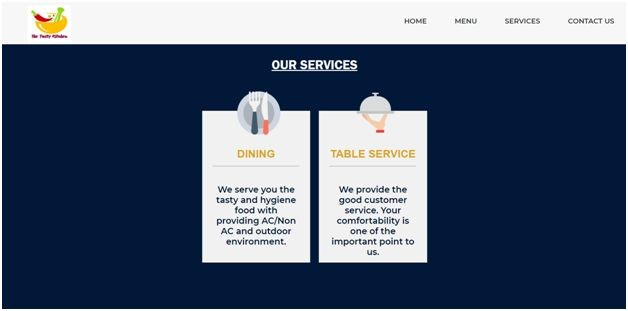 The Tasty Kitchen
HOME MENU SERVICES CONTACT US
OUR SERVICES
DINING
We serve you the
tasty and hygiene
food with
providing AC/Non
AC and outdoor
environment.
TABLE SERVICE
We provide the
good customer
service. Your
comfortability is
one of the
important point to
us.